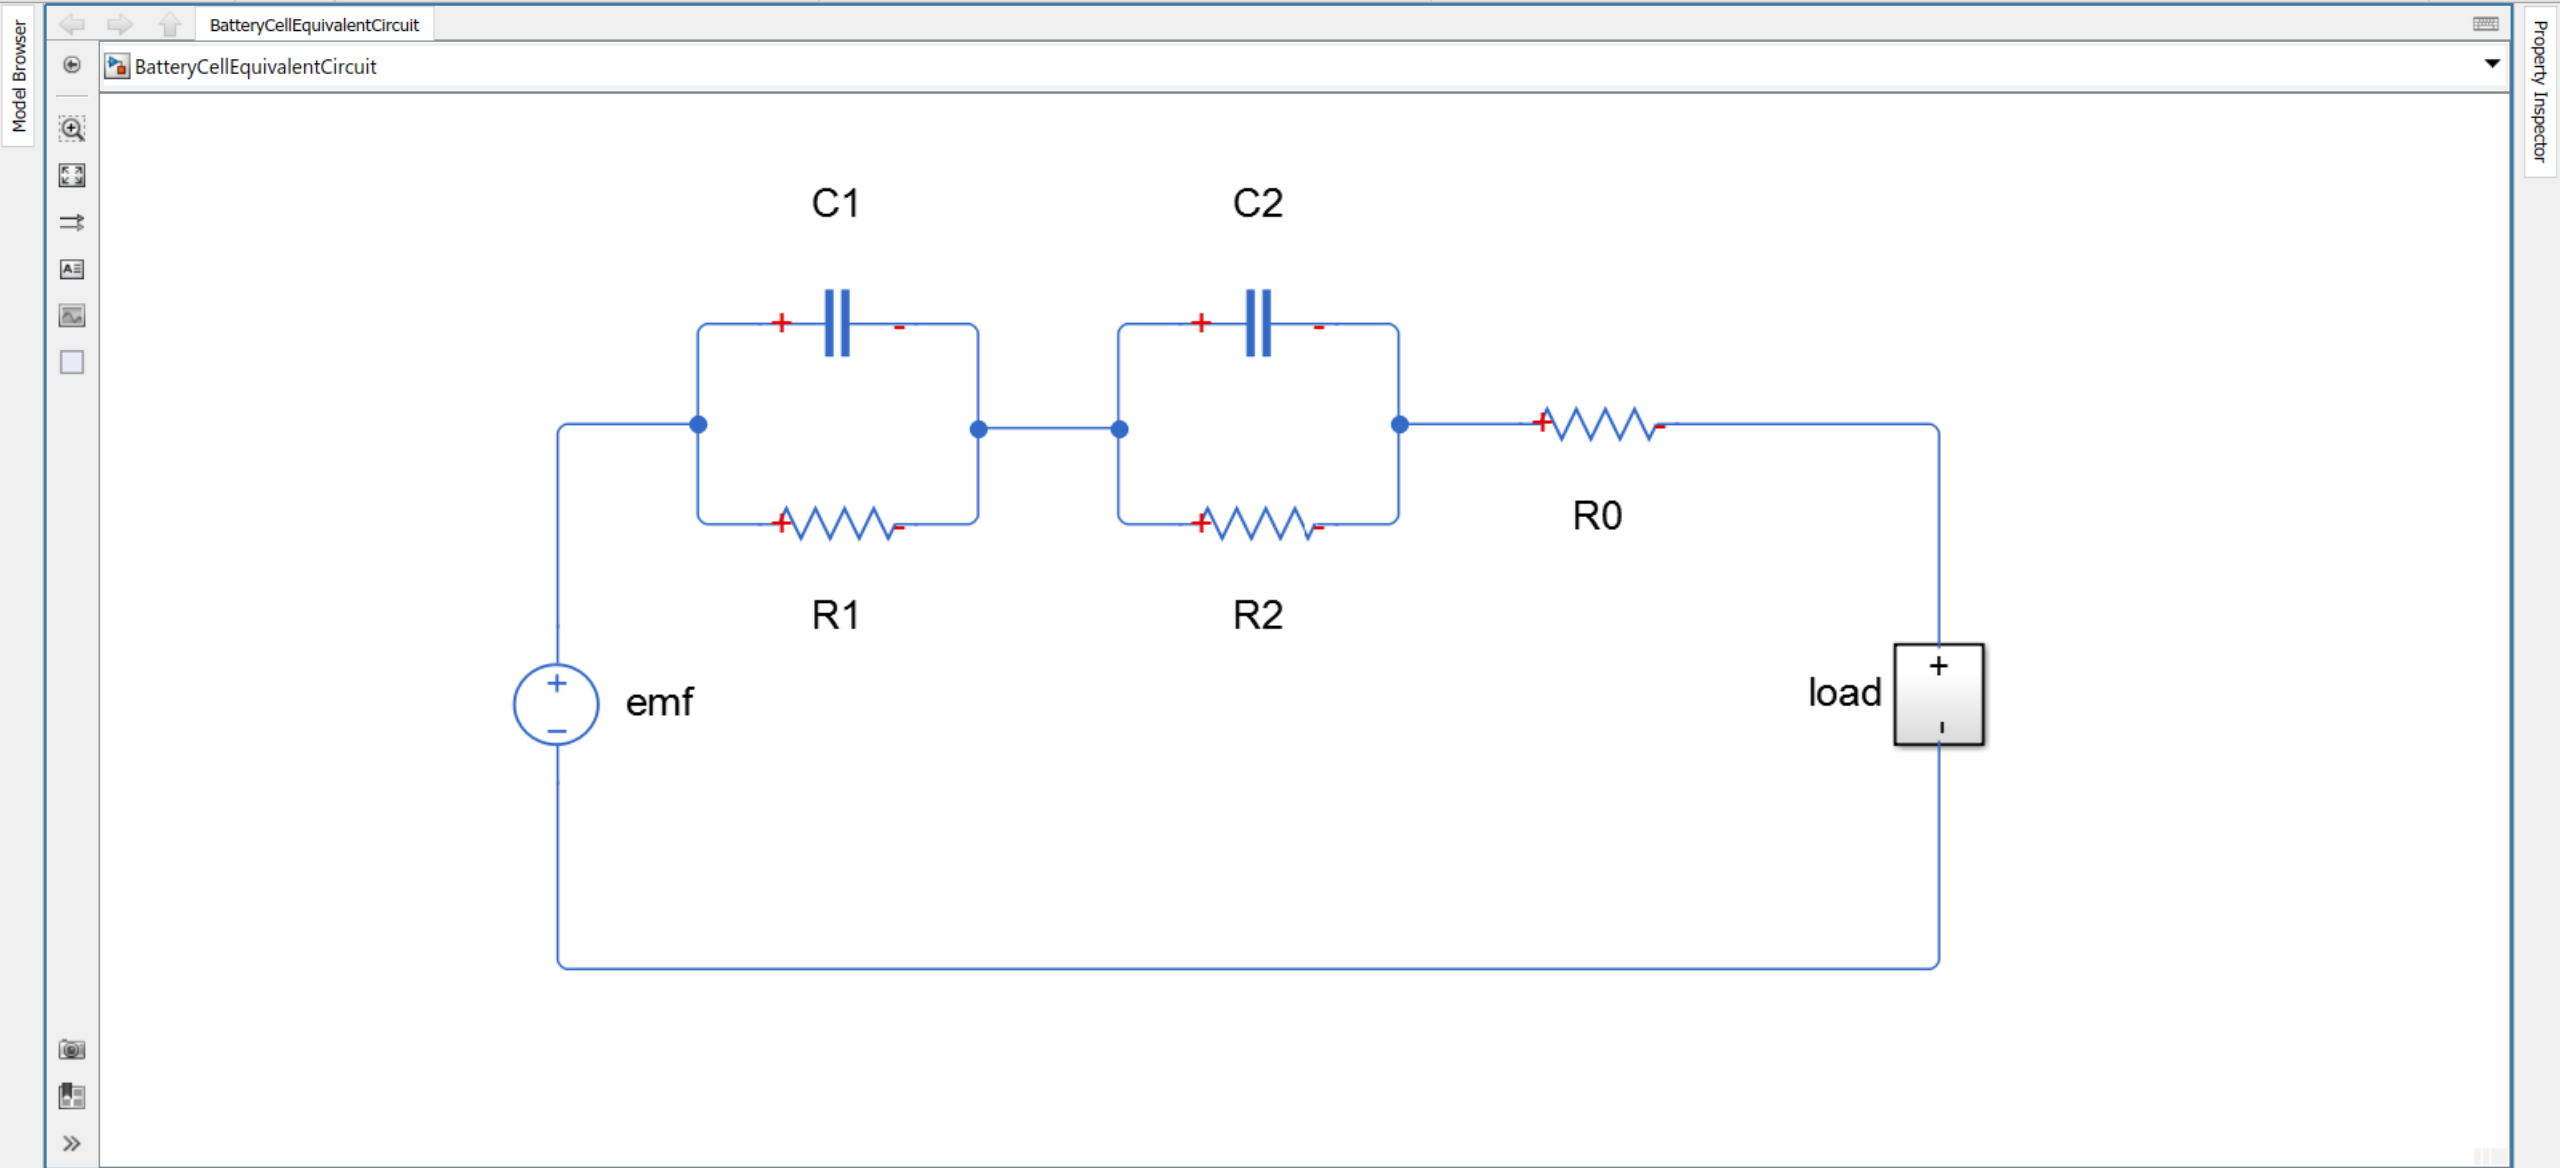 Model Browser
BatteryCellEquivalentCircuit
BatteryCellEquivalentCircuit
Property Inspector
C1
C2
+ -
+ -
+ -
R0
+ -
+ -
R1
R2
+
-
emf
load
+
-